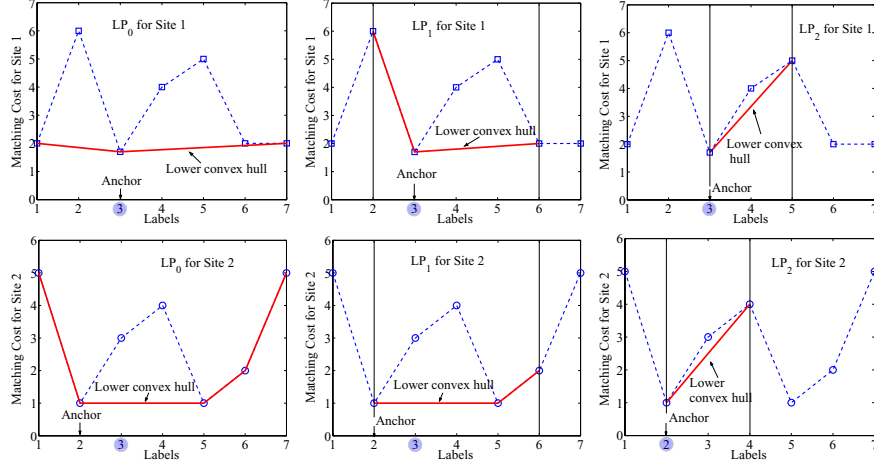 LP0 for Site 1
Matching Cost for Site 1
7
6
5
4
3
2
1
0
Lower convex hull
Anchor
1 2 3 4 5 6 7
Labels
LP1 for Site 1
Matching Cost for Site 1
7
6
5
4
3
2
1
0
Lower convex hull
Anchor
1 2 3 4 5 6 7
Labels
LP2 for Site 1
Matching Cost for Site 1
7
6
5
4
3
2
1
0
Lower convex
hull
Anchor
1 2 3 4 5 6 7
Labels
LP0 for Site 2
Matching Cost for Site 2
6
5
4
3
2
1
0
Lower convex hull
Anchor
1 2 3 4 5 6 7
Labels
LP1 for Site 2
Matching Cost for Site 2
6
5
4
3
2
1
0
Lower convex hull
Anchor
1 2 3 4 5 6 7
Labels
LP2 for Site 2
Matching Cost for Site 2
6
5
4
3
2
1
0
Lower
convex hull
Anchor
1 2 3 4 5 6 7
Labels